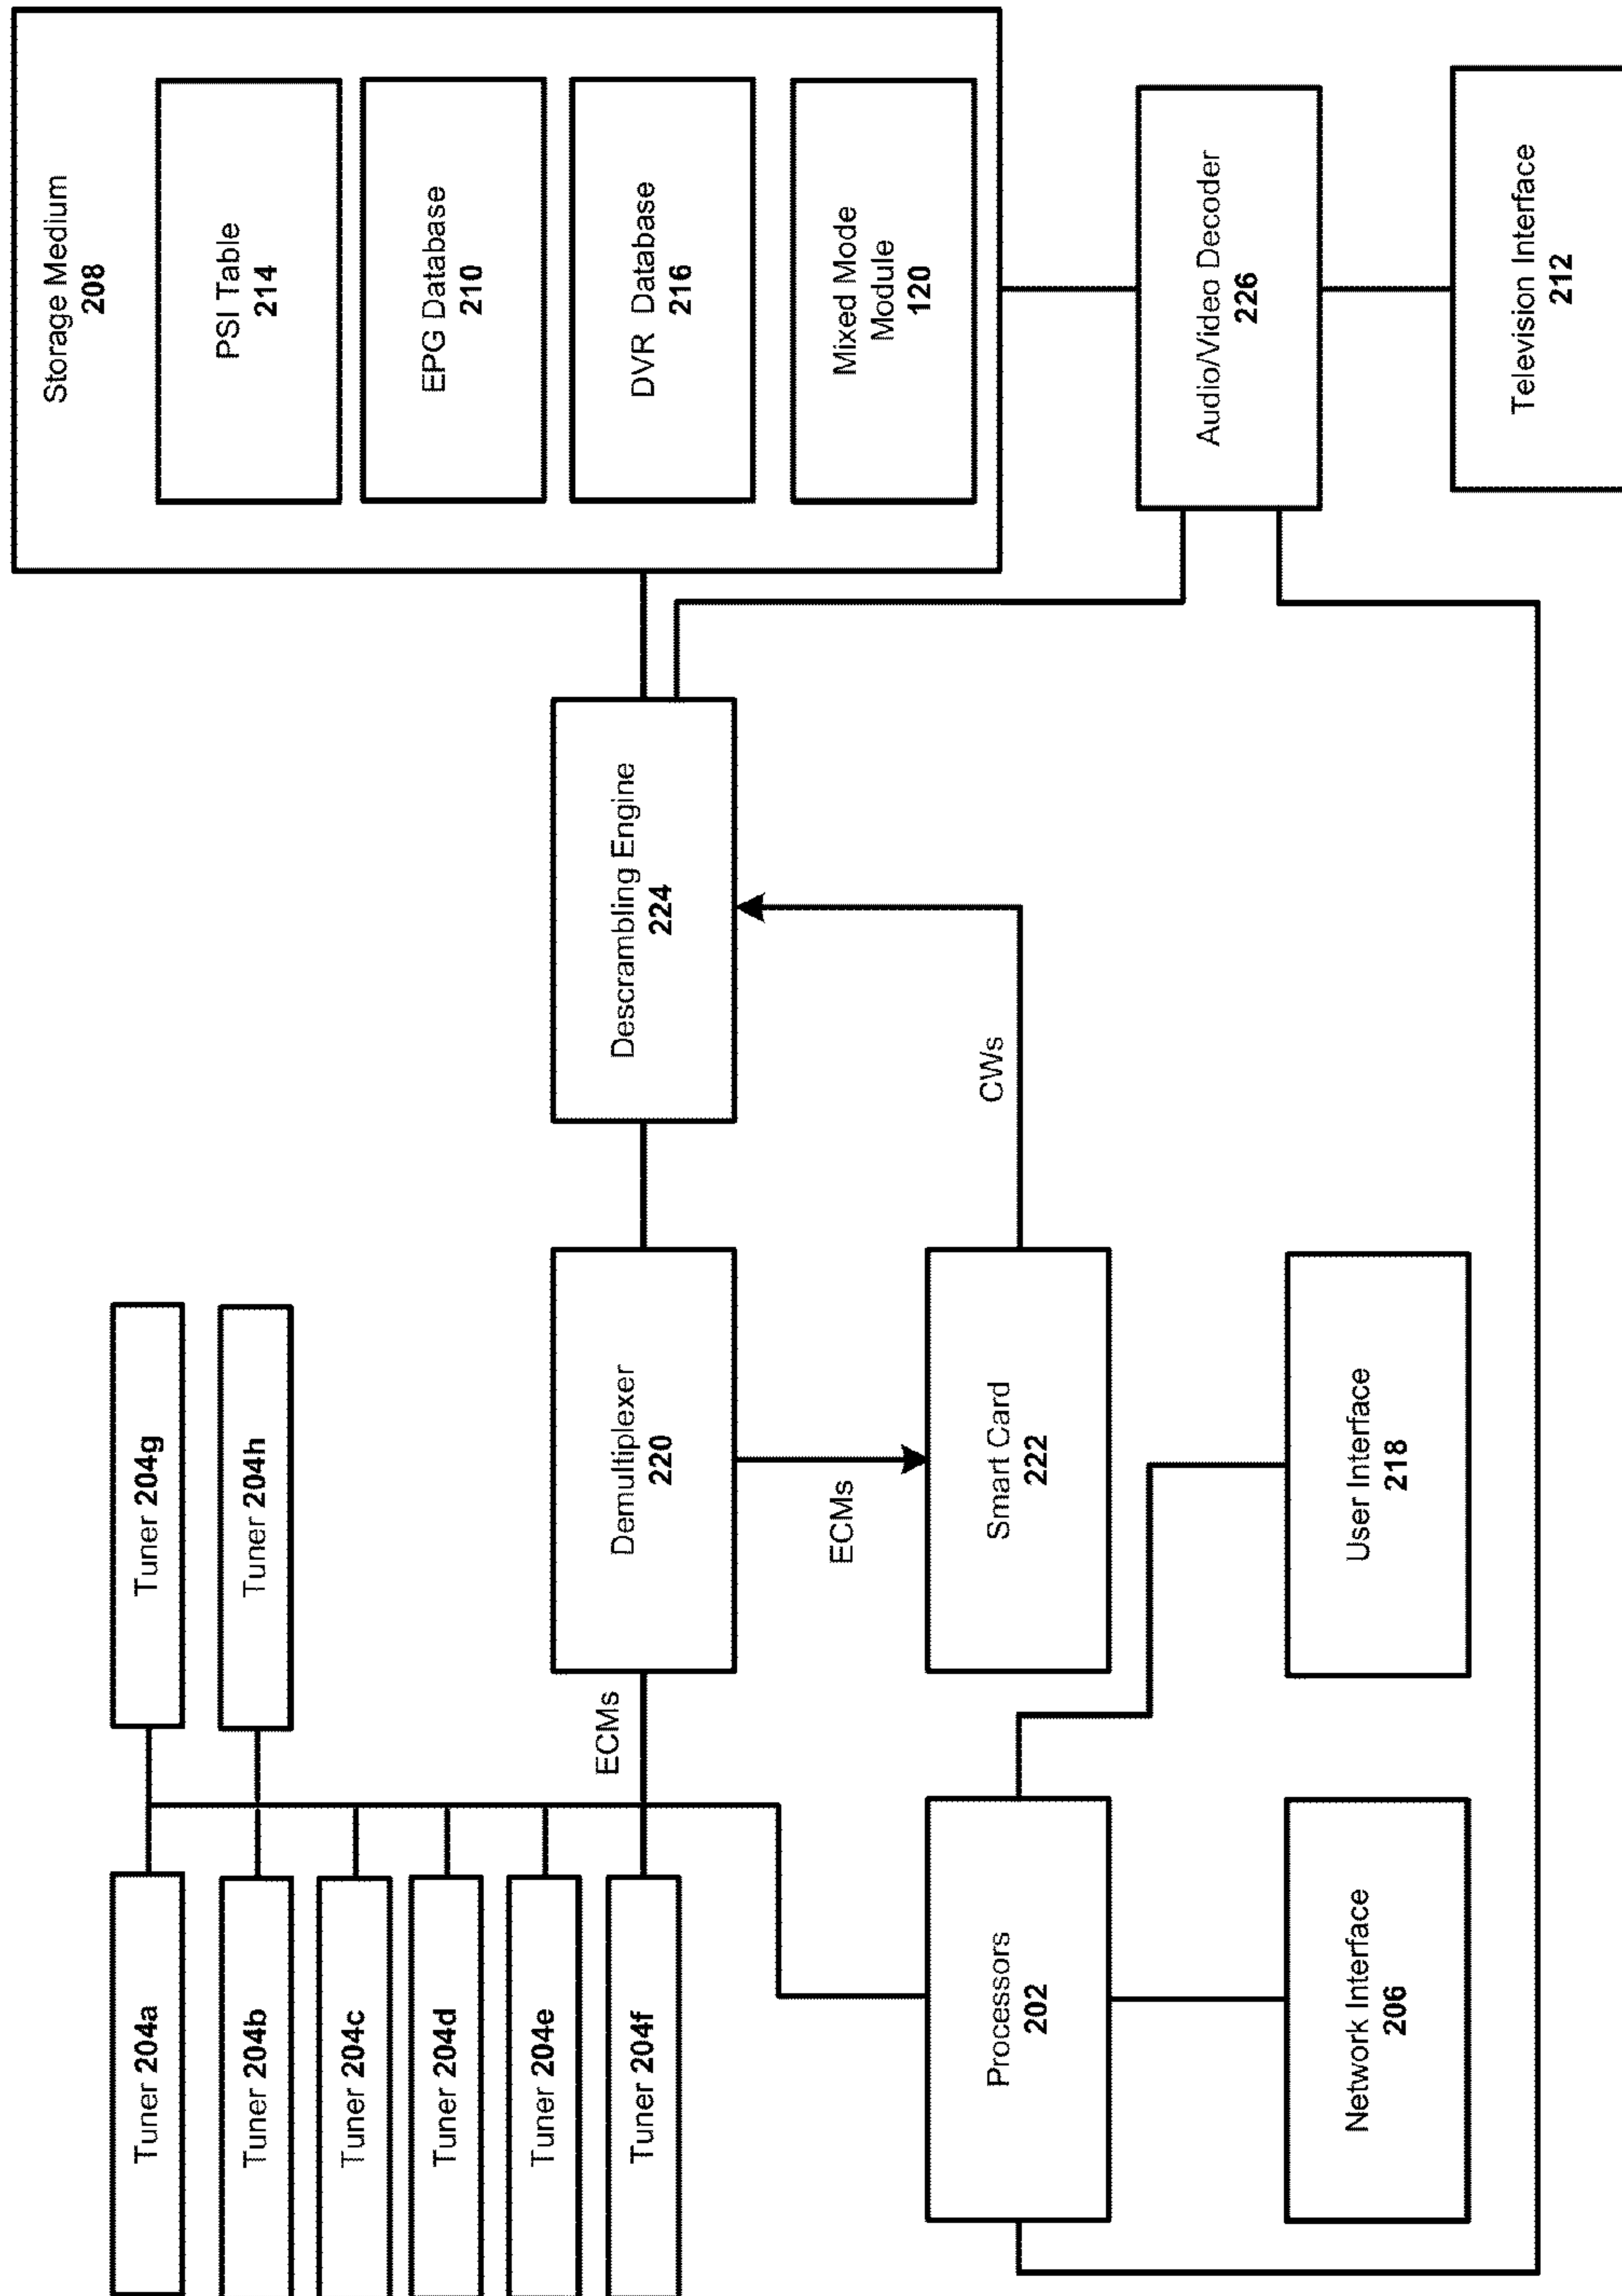 Tuner 204a
Tuner 204b
Tuner 204c
Tuner 204d
Tuner 204e
Tuner 204f
Tuner 204g
Tuner 204h
ECMs
Demultiplexer
220
ECMs
Smart Card
222
CWs
Descrambling Engine
224
Processors
202
Network Interface
206
User Interface
218
Storage Medium
208
PSI Table
214
EPG Database
210
DVR Database
216
Mixed Mode
Module
120
Audio/Video Decoder
226
Television Interface
212